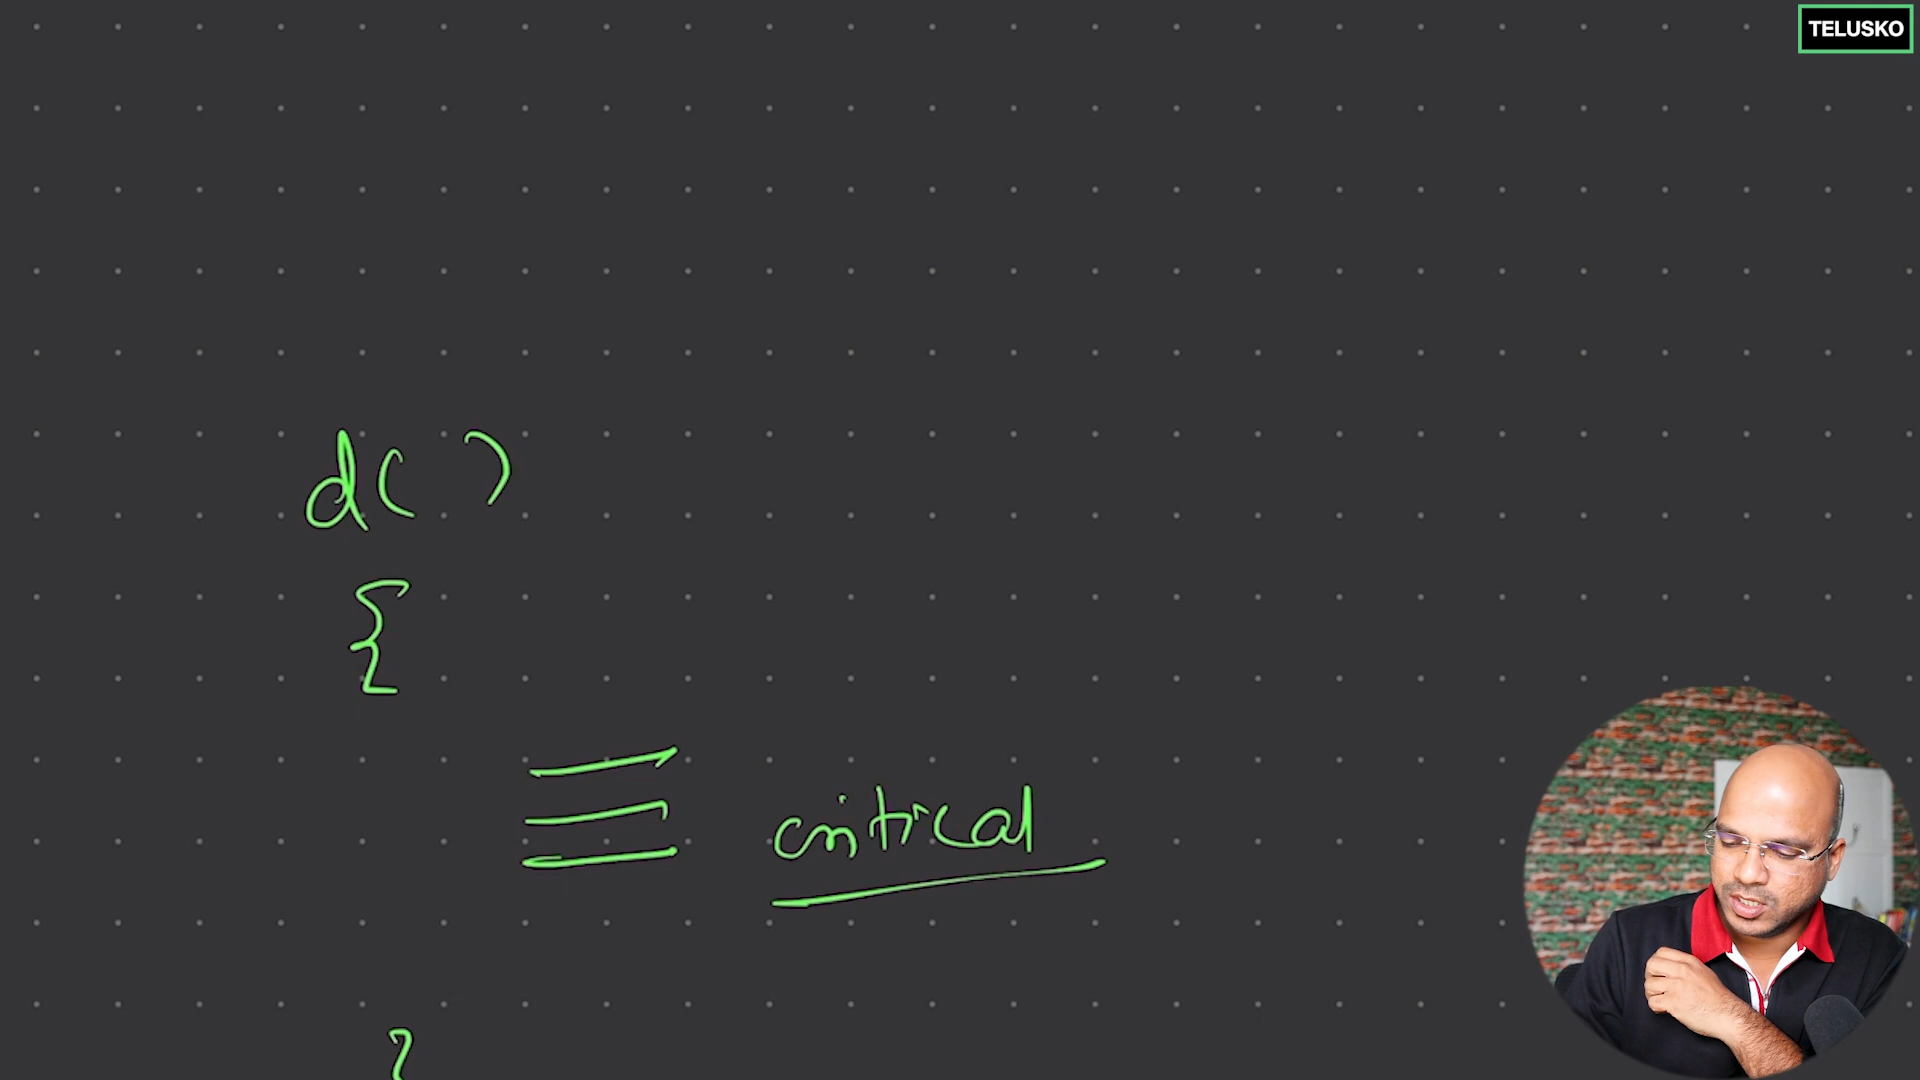 TELUSKO
d( )
{
critical
}